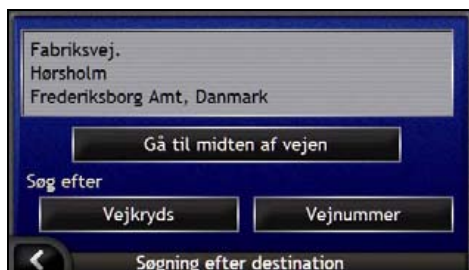 Fabriksvej.
Hørsholm
Frederiksborg Amt, Danmark
Gå til midten af vejen
Søg efter
Vejkryds Vejnummer
Søgning efter destination